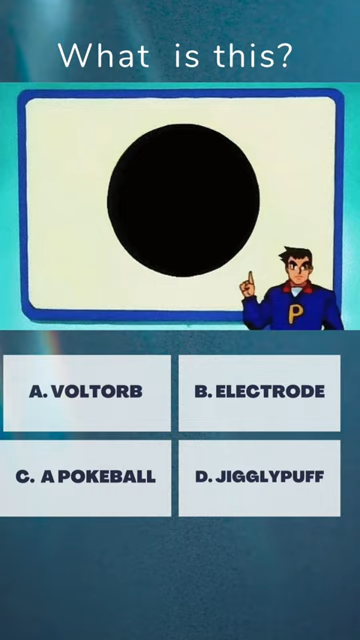 What is this?
P
A. VOLTORB
B. ELECTRODE
C. A POKEBALL
D. JIGGLYPUFF